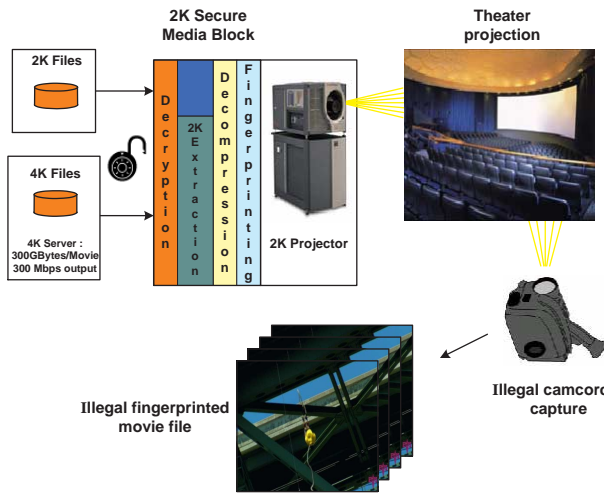 2K Secure
Media Block
Theater
projection
2K Files
4K Files
4K Server :
300GBytes/Movie
300 Mbps output
Decryption
2K Extraction
Decompression
Fingerprinting
2K Projector
Illegal camcor
capture
Illegal fingerprinted
movie file